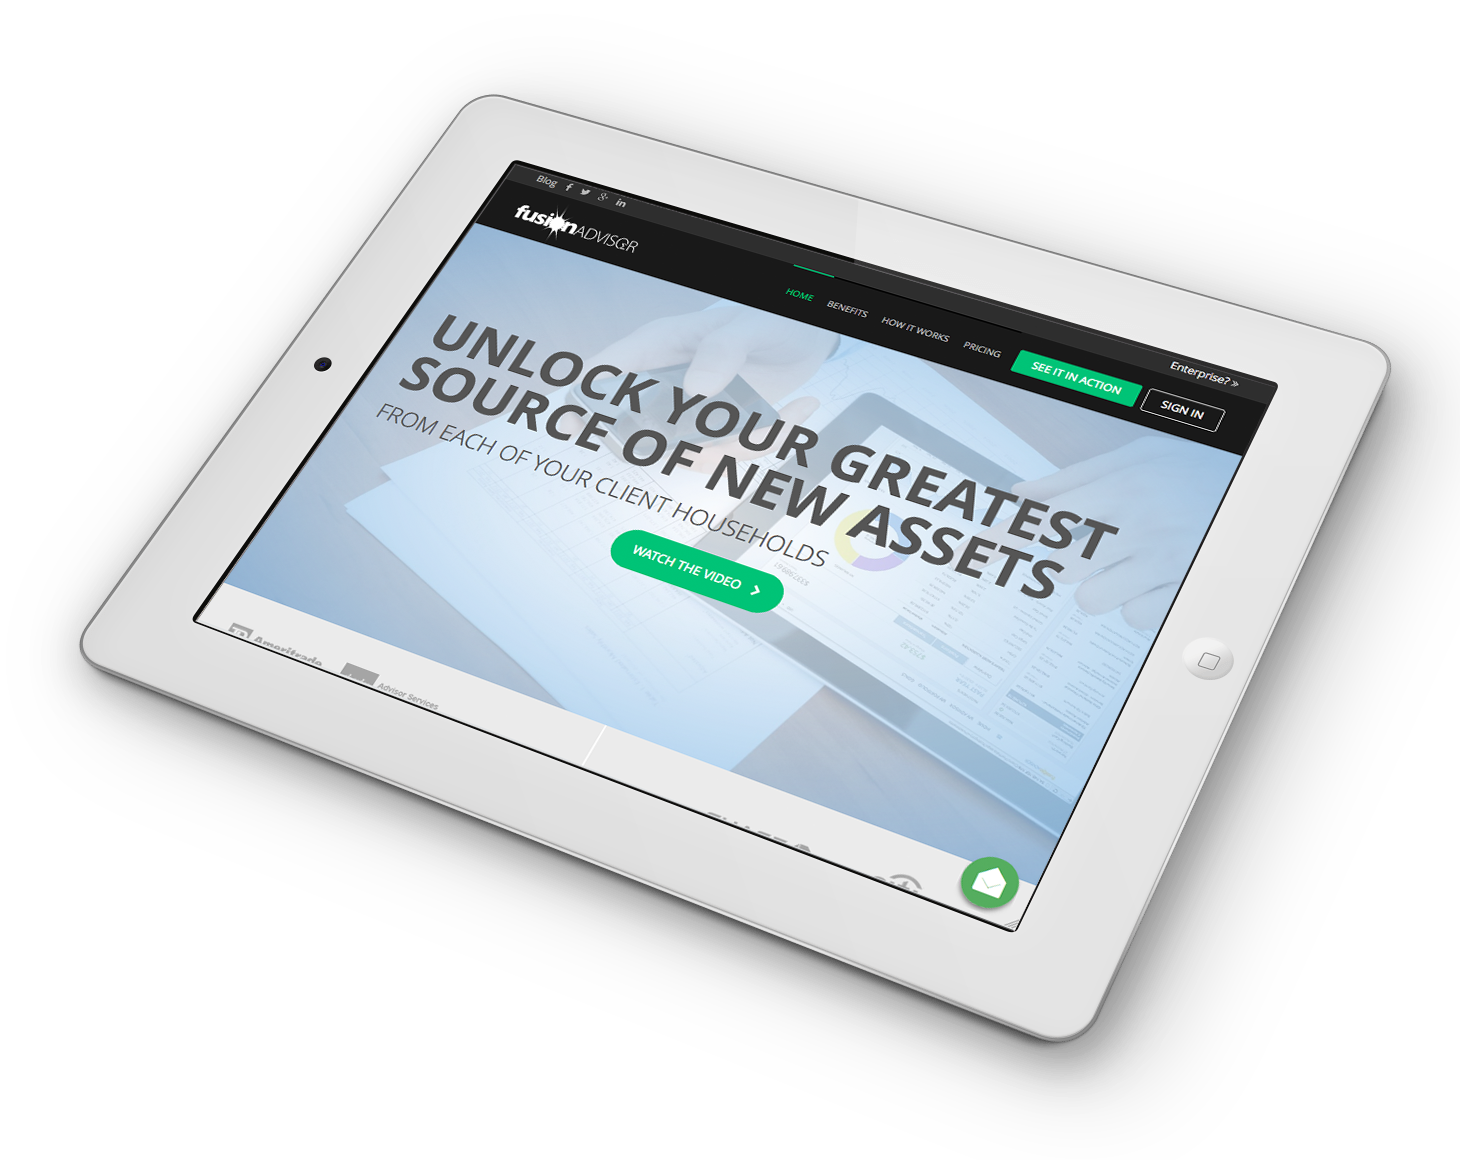 Blog
Enterprise? »
fusionADVISOR
HOME
BENEFITS
HOW IT WORKS
PRICING
SEE IT IN ACTION
SIGN IN
UNLOCK YOUR GREATEST
SOURCE OF NEW ASSETS
FROM EACH OF YOUR CLIENT HOUSEHOLDS
WATCH THE VIDEO
Ameritrade
Advisor Services